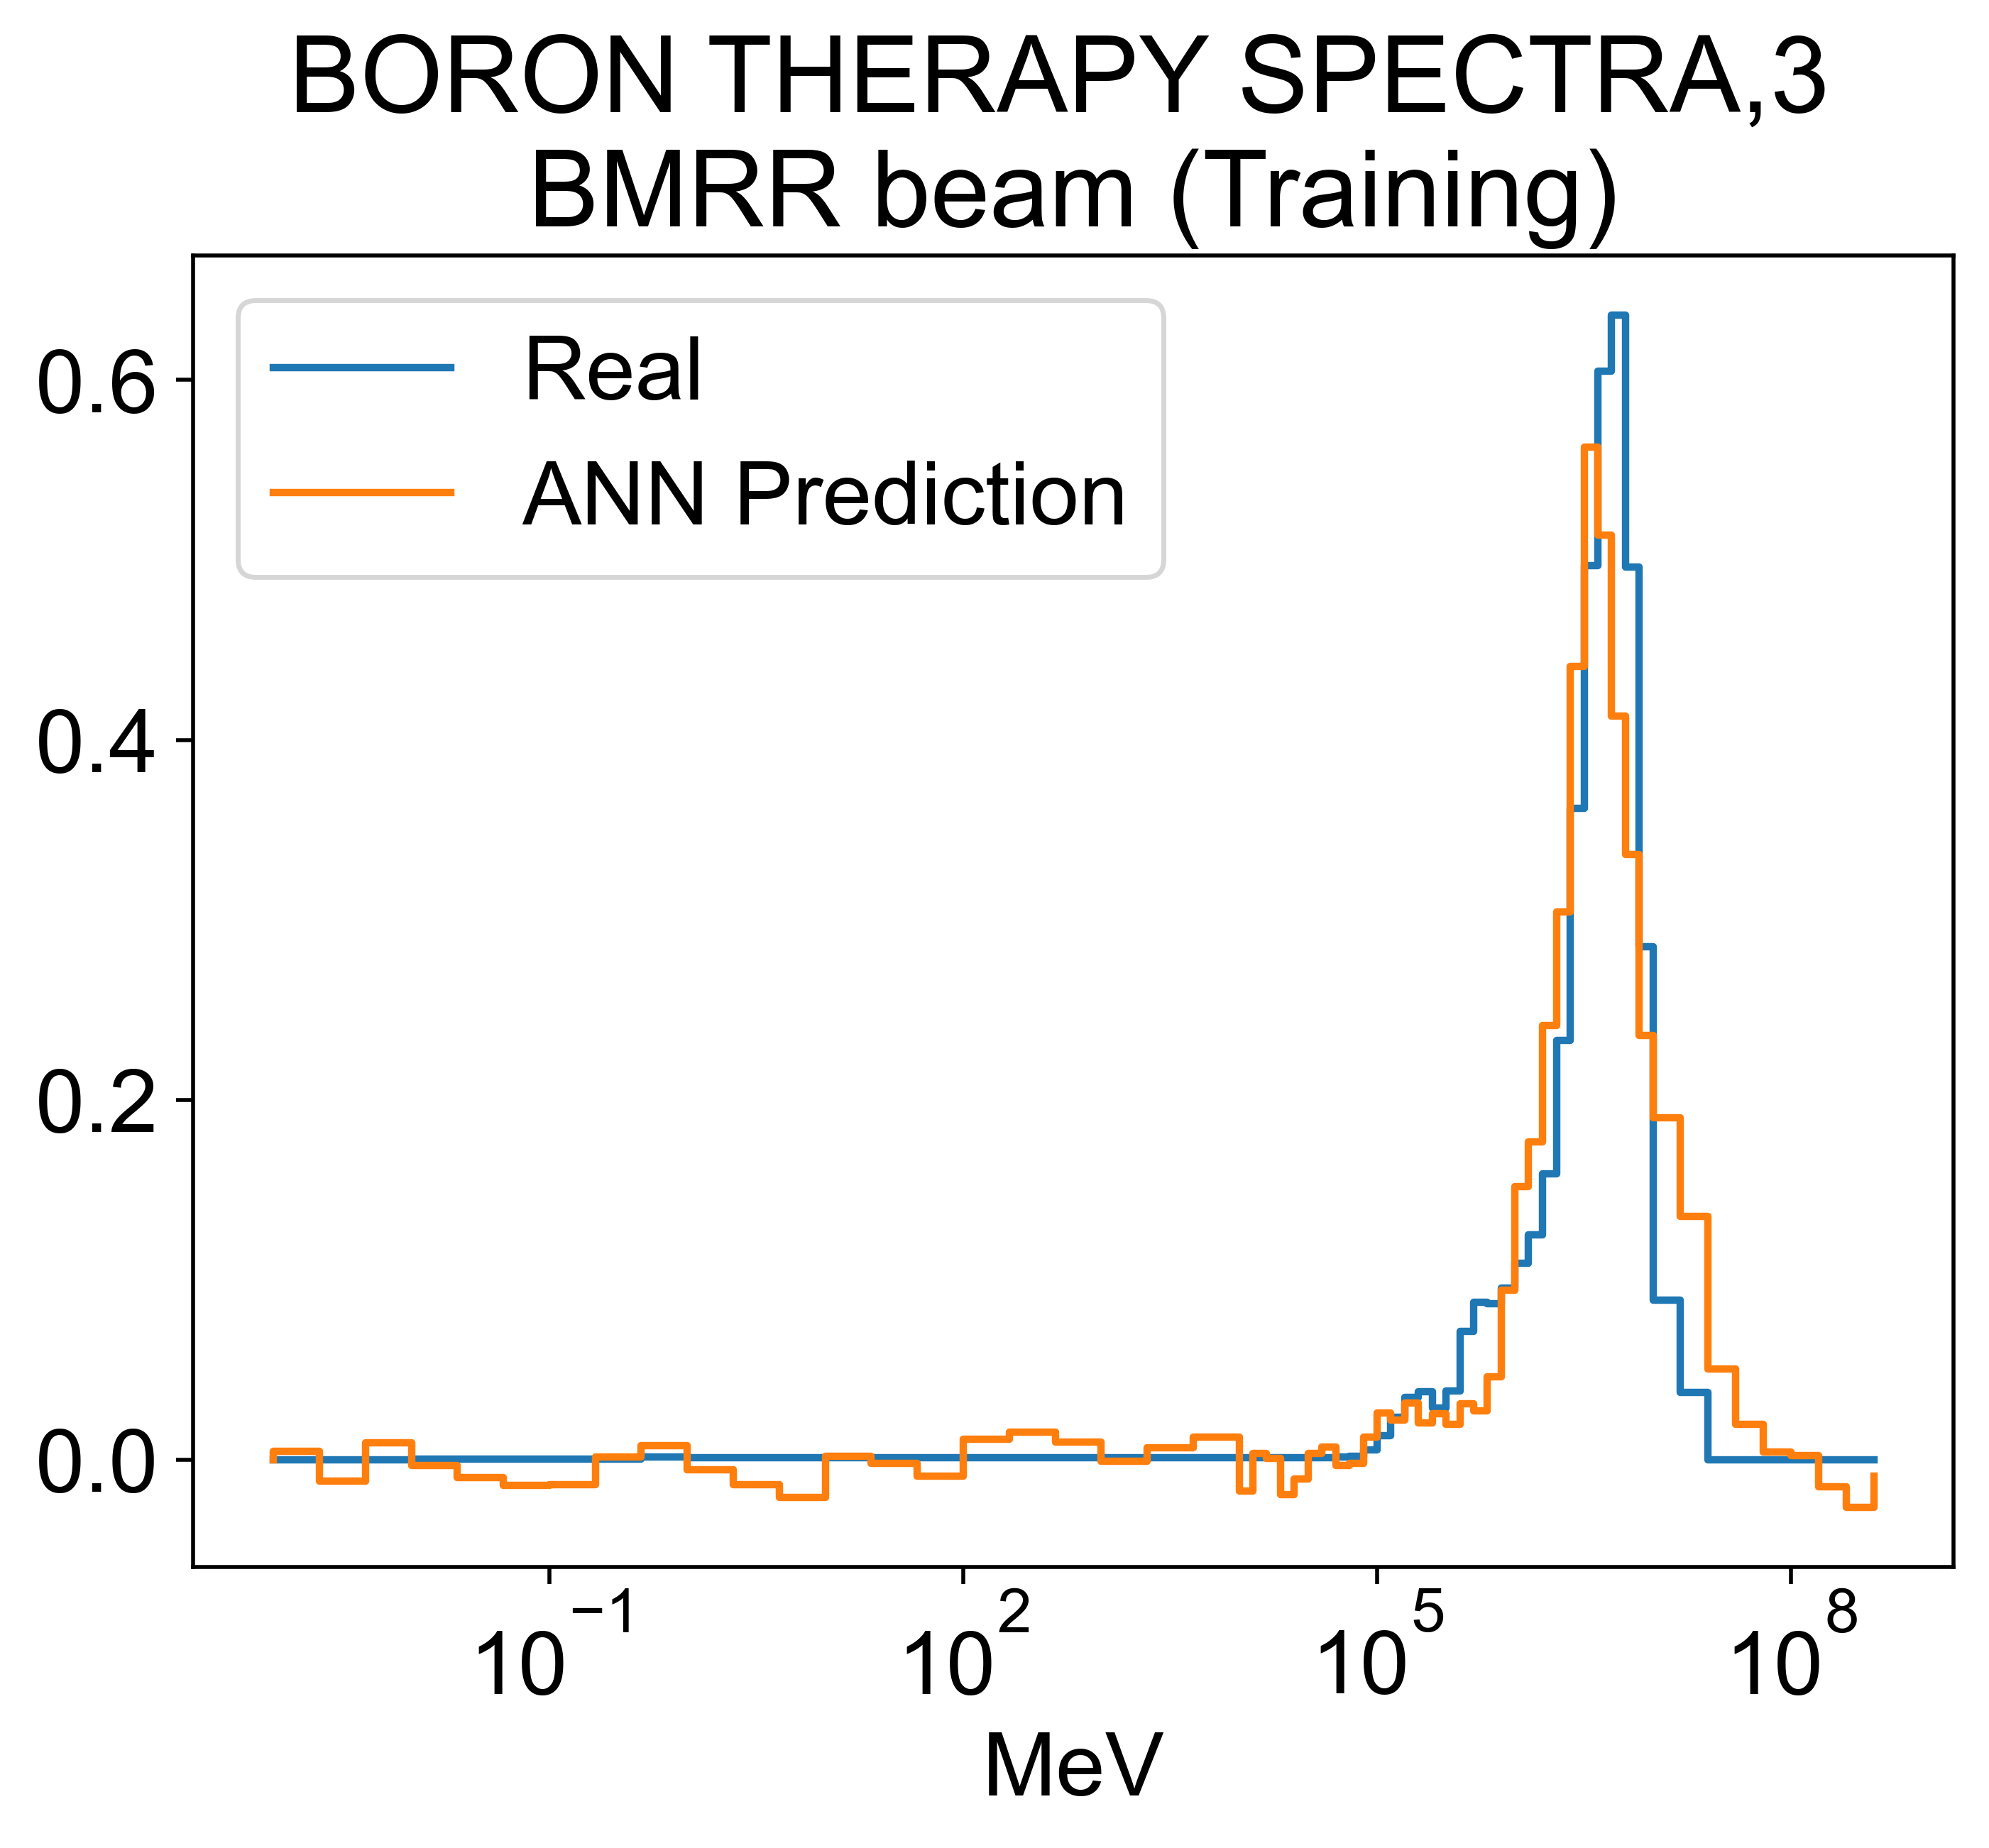 BORON THERAPY SPECTRA,3
BMRR beam (Training)
Real
ANN Prediction
0.6
0.4
0.2
0.0
10⁻¹ 10² 10⁵ 10⁸
MeV